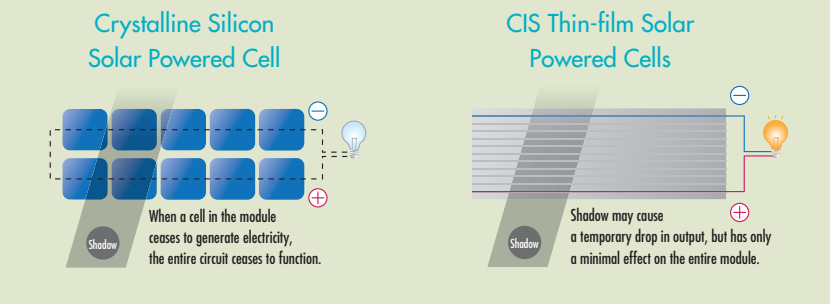 Crystalline Silicon
Solar Powered Cell
−
+
Shadow
When a cell in the module
ceases to generate electricity,
the entire circuit ceases to function.
CIS Thin-film Solar
Powered Cells
−
+
Shadow
Shadow may cause
a temporary drop in output, but has only
a minimal effect on the entire module.